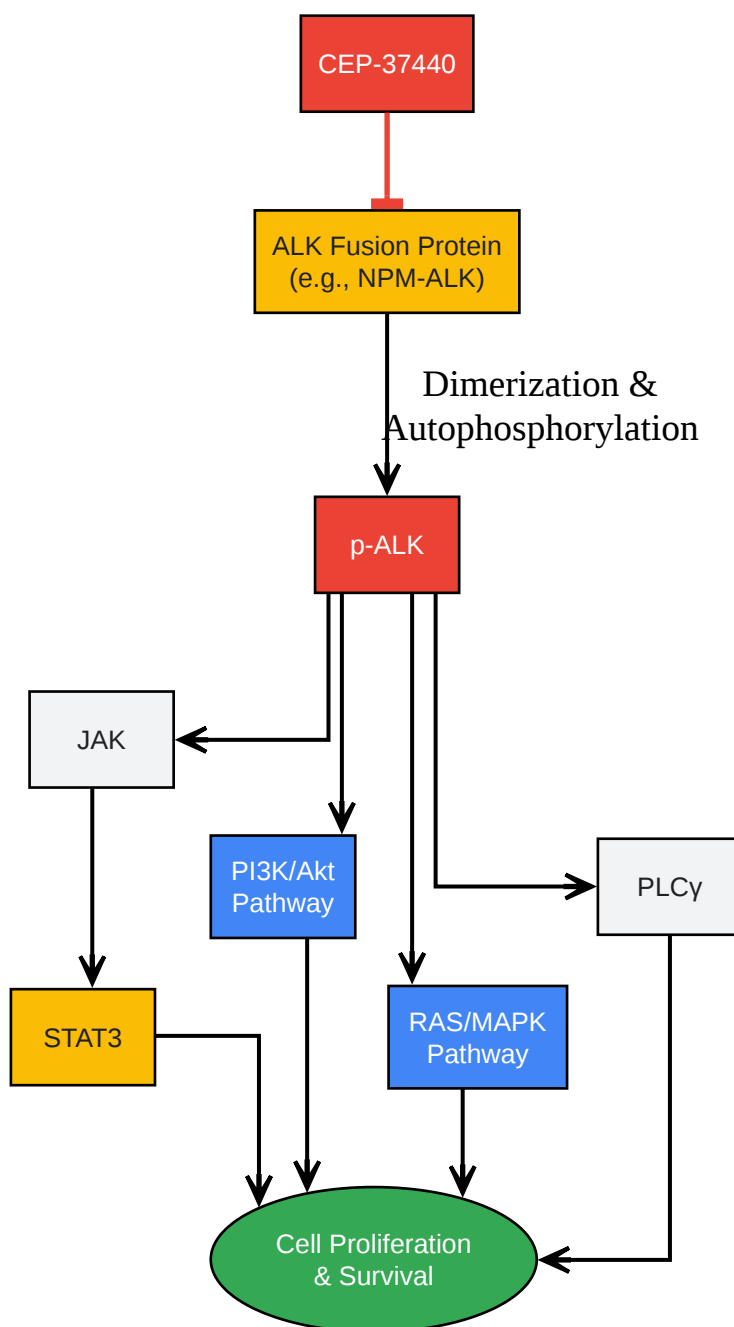 CEP-37440
ALK Fusion Protein
(e.g., NPM-ALK)
Dimerization &
Autophosphorylation
p-ALK
JAK
PI3K/Akt
Pathway
PLCγ
STAT3
RAS/MAPK
Pathway
Cell Proliferation
& Survival